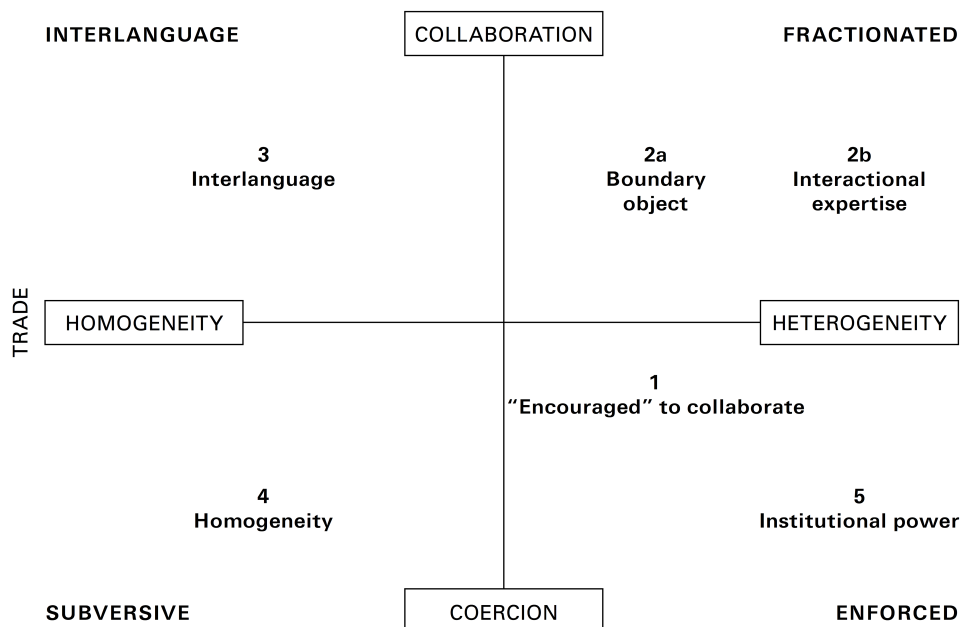 INTERLANGUAGE
COLLABORATION
FRACTIONATED
3
Interlanguage
2a
Boundary
object
2b
Interactional
expertise
TRADE
HOMOGENEITY
HETEROGENEITY
1
“Encouraged” to collaborate
4
Homogeneity
5
Institutional power
SUBVERSIVE
COERCION
ENFORCED